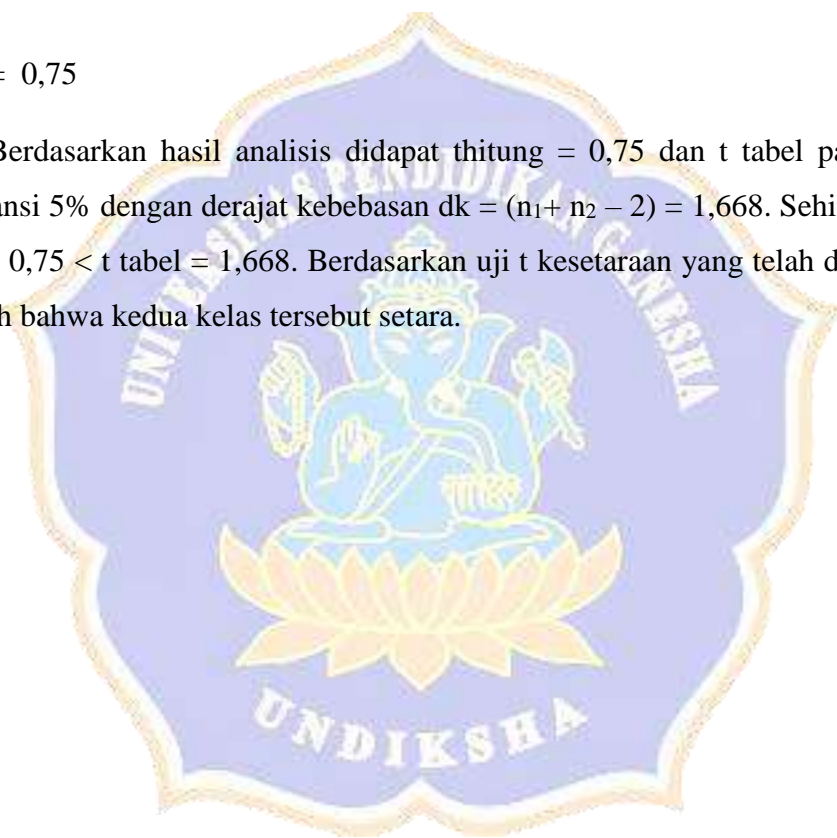 = 0,75
Berdasarkan hasil analisis didapat thitung = 0,75 dan t tabel pa
ansi 5% dengan derajat kebebasan dk = (n₁+ n₂ – 2) = 1,668. Sehi
0,75 < t tabel = 1,668. Berdasarkan uji t kesetaraan yang telah d
h bahwa kedua kelas tersebut setara.
UNIVERSITAS PENDIDIKAN GANESHA
UNDIKSHA